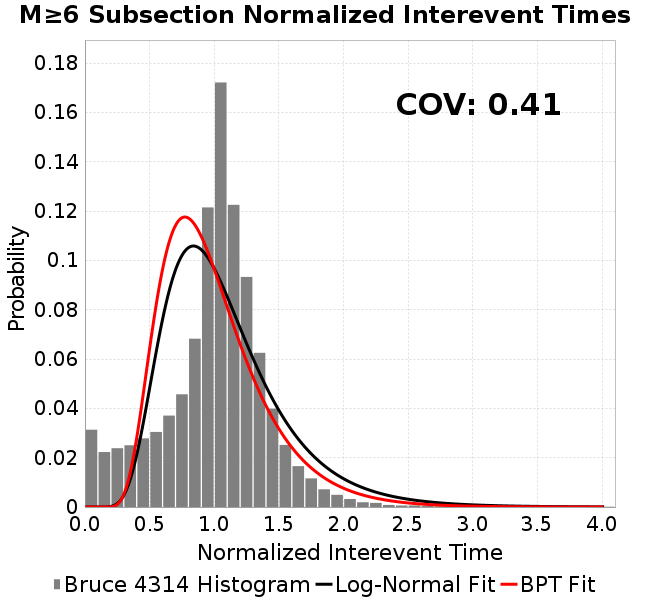 M≥6 Subsection Normalized Interevent Times
COV: 0.41
Probability
0.18
0.16
0.14
0.12
0.1
0.08
0.06
0.04
0.02
0
0.0 0.5 1.0 1.5 2.0 2.5 3.0 3.5 4.0
Normalized Interevent Time
Bruce 4314 Histogram Log-Normal Fit BPT Fit